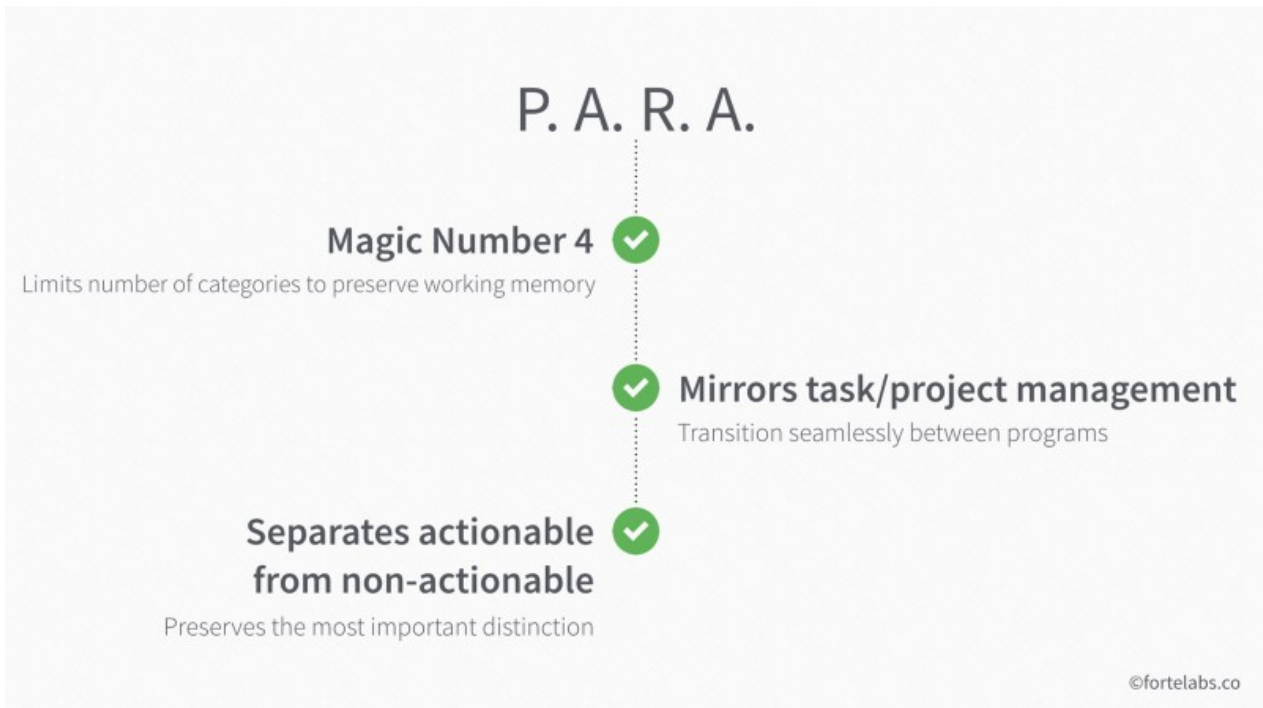 P. A. R. A.
Magic Number 4
Limits number of categories to preserve working memory
Mirrors task/project management
Transition seamlessly between programs
Separates actionable
from non-actionable
Preserves the most important distinction
©fortelabs.co